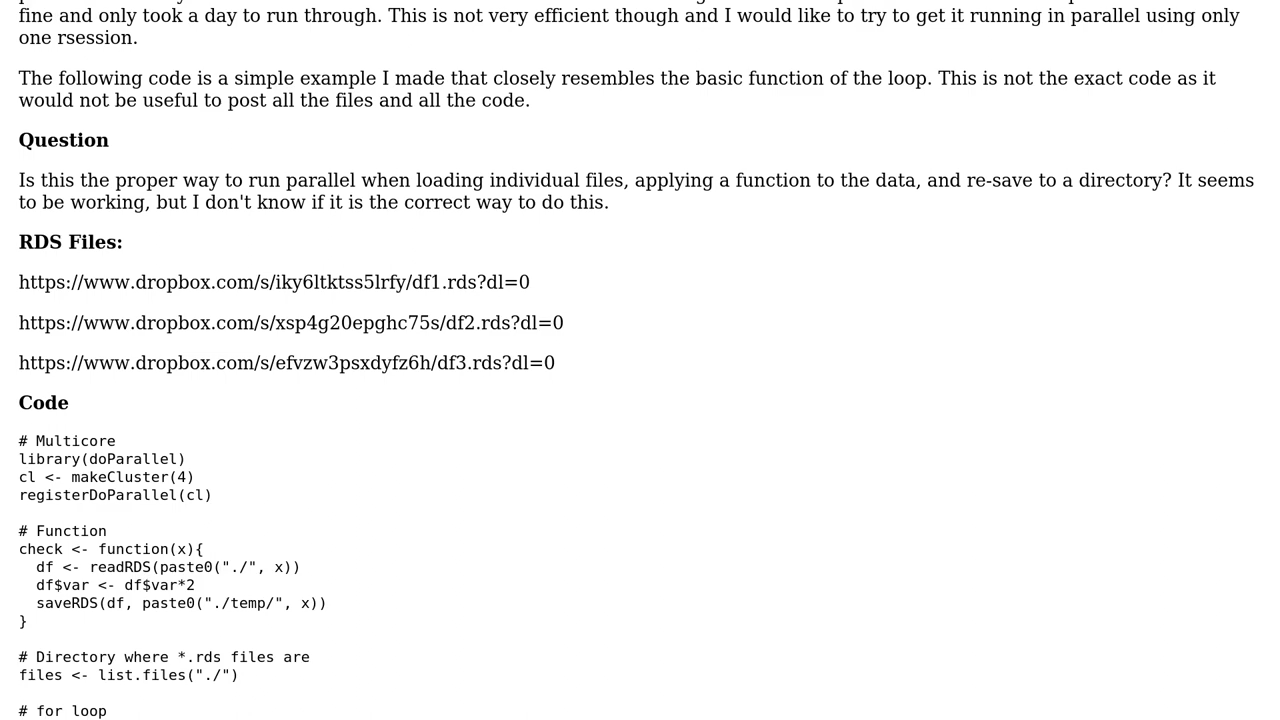 fine and only took a day to run through. This is not very efficient though and I would like to try to get it running in parallel using only
one rsession.
The following code is a simple example I made that closely resembles the basic function of the loop. This is not the exact code as it
would not be useful to post all the files and all the code.
Question
Is this the proper way to run parallel when loading individual files, applying a function to the data, and re-save to a directory? It seems
to be working, but I don't know if it is the correct way to do this.
RDS Files:
https://www.dropbox.com/s/iky6ltktss5lrfy/df1.rds?dl=0
https://www.dropbox.com/s/xsp4g20epghc75s/df2.rds?dl=0
https://www.dropbox.com/s/efvzw3psxdyfz6h/df3.rds?dl=0
Code
# Multicore
library(doParallel)
cl <- makeCluster(4)
registerDoParallel(cl)
# Function
check <- function(x){
  df <- readRDS(paste0("./", x))
  df$var <- df$var*2
  saveRDS(df, paste0("./temp/", x))
}
# Directory where *.rds files are
files <- list.files("./")
# for loop